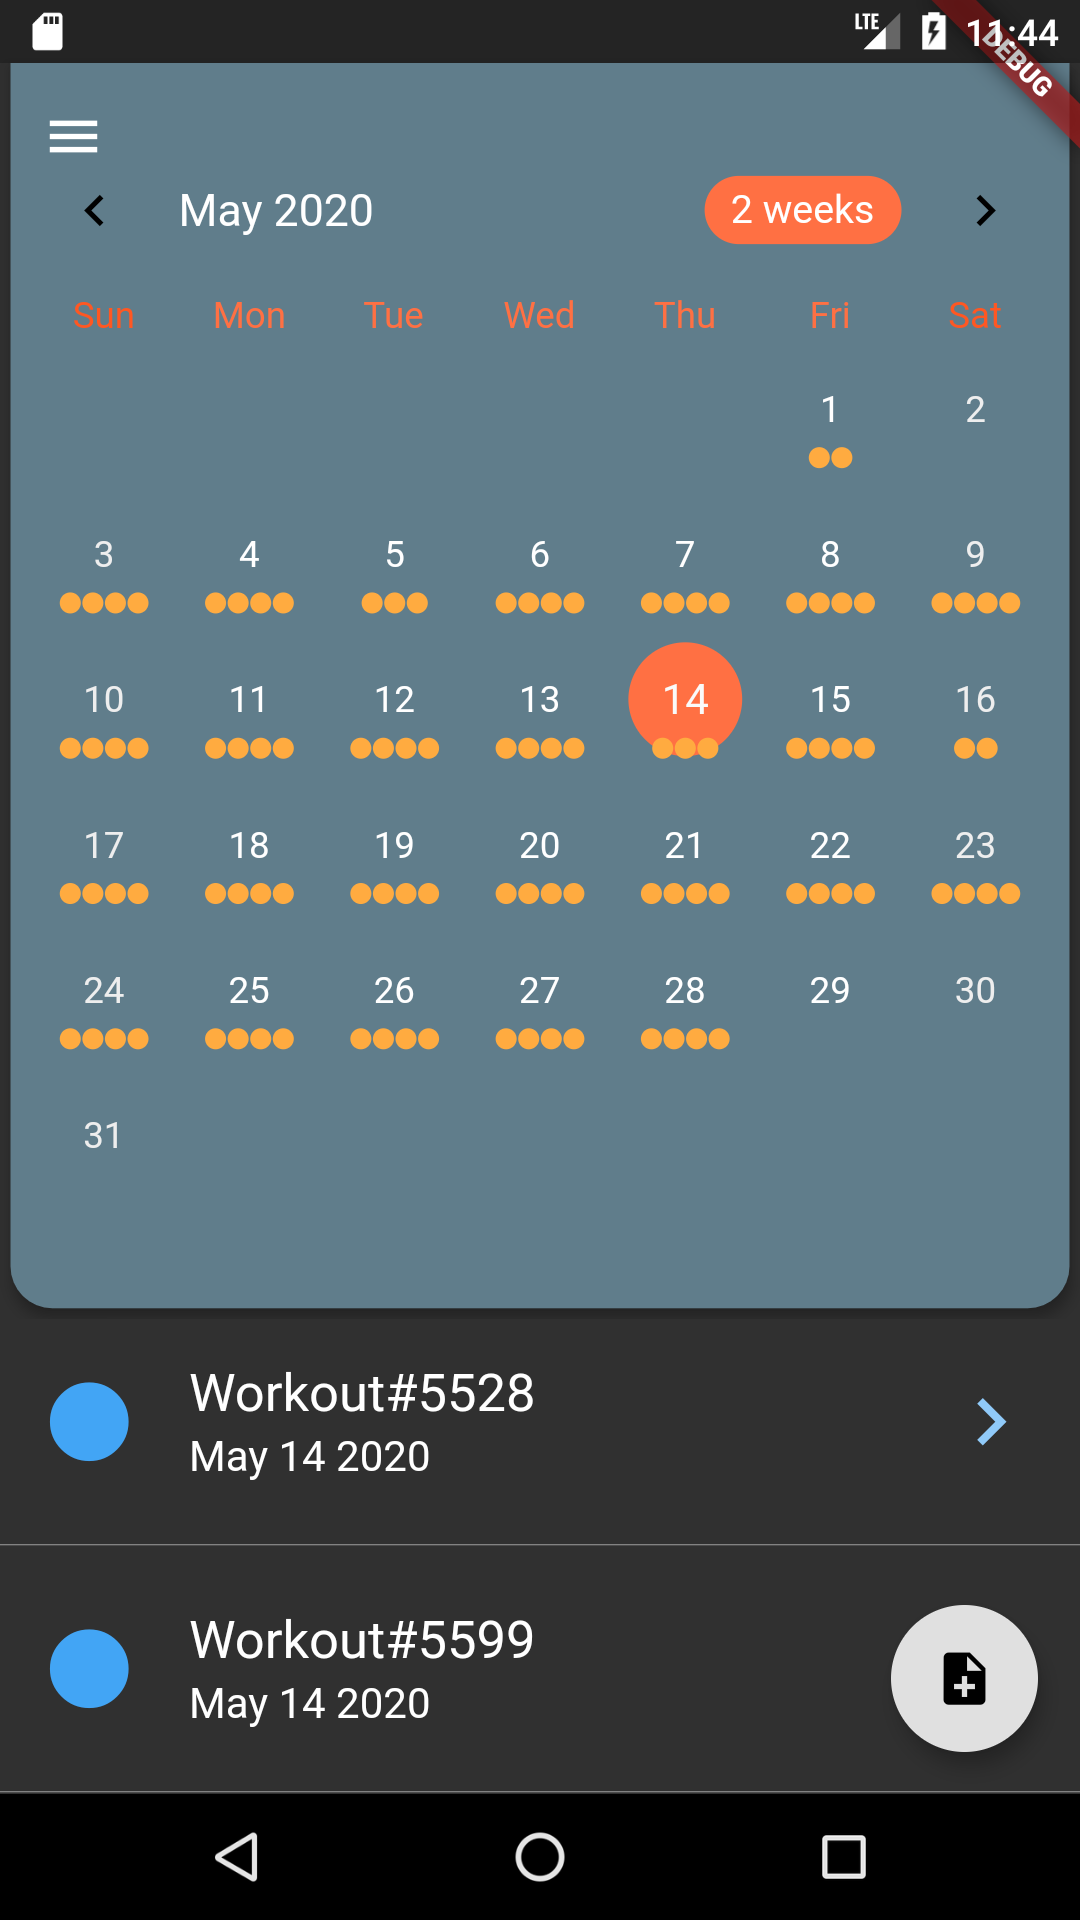 LTE 11:44
DEBUG
May 2020 2 weeks
Sun Mon Tue Wed Thu Fri Sat
1 2
3 4 5 6 7 8 9
10 11 12 13 14 15 16
17 18 19 20 21 22 23
24 25 26 27 28 29 30
31
Workout#5528
May 14 2020
Workout#5599
May 14 2020